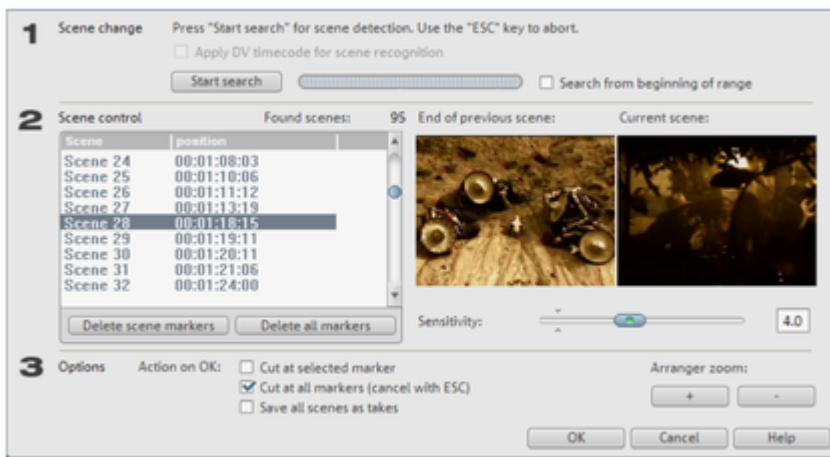 1 Scene change Press "Start search" for scene detection. Use the "ESC" key to abort.
Apply DV timecode for scene recognition
Start search Search from beginning of range
2 Scene control Found scenes: 95 End of previous scene: Current scene:
Scene position
Scene 24 00:01:08:03
Scene 25 00:01:10:06
Scene 26 00:01:11:12
Scene 27 00:01:13:19
Scene 28 00:01:18:15
Scene 29 00:01:19:11
Scene 30 00:01:20:11
Scene 31 00:01:21:06
Scene 32 00:01:24:00
Delete scene markers Delete all markers Sensitivity: 4.0
3 Options Action on OK: Cut at selected marker Arranger zoom:
Cut at all markers (cancel with ESC) + -
Save all scenes as takes
OK Cancel Help